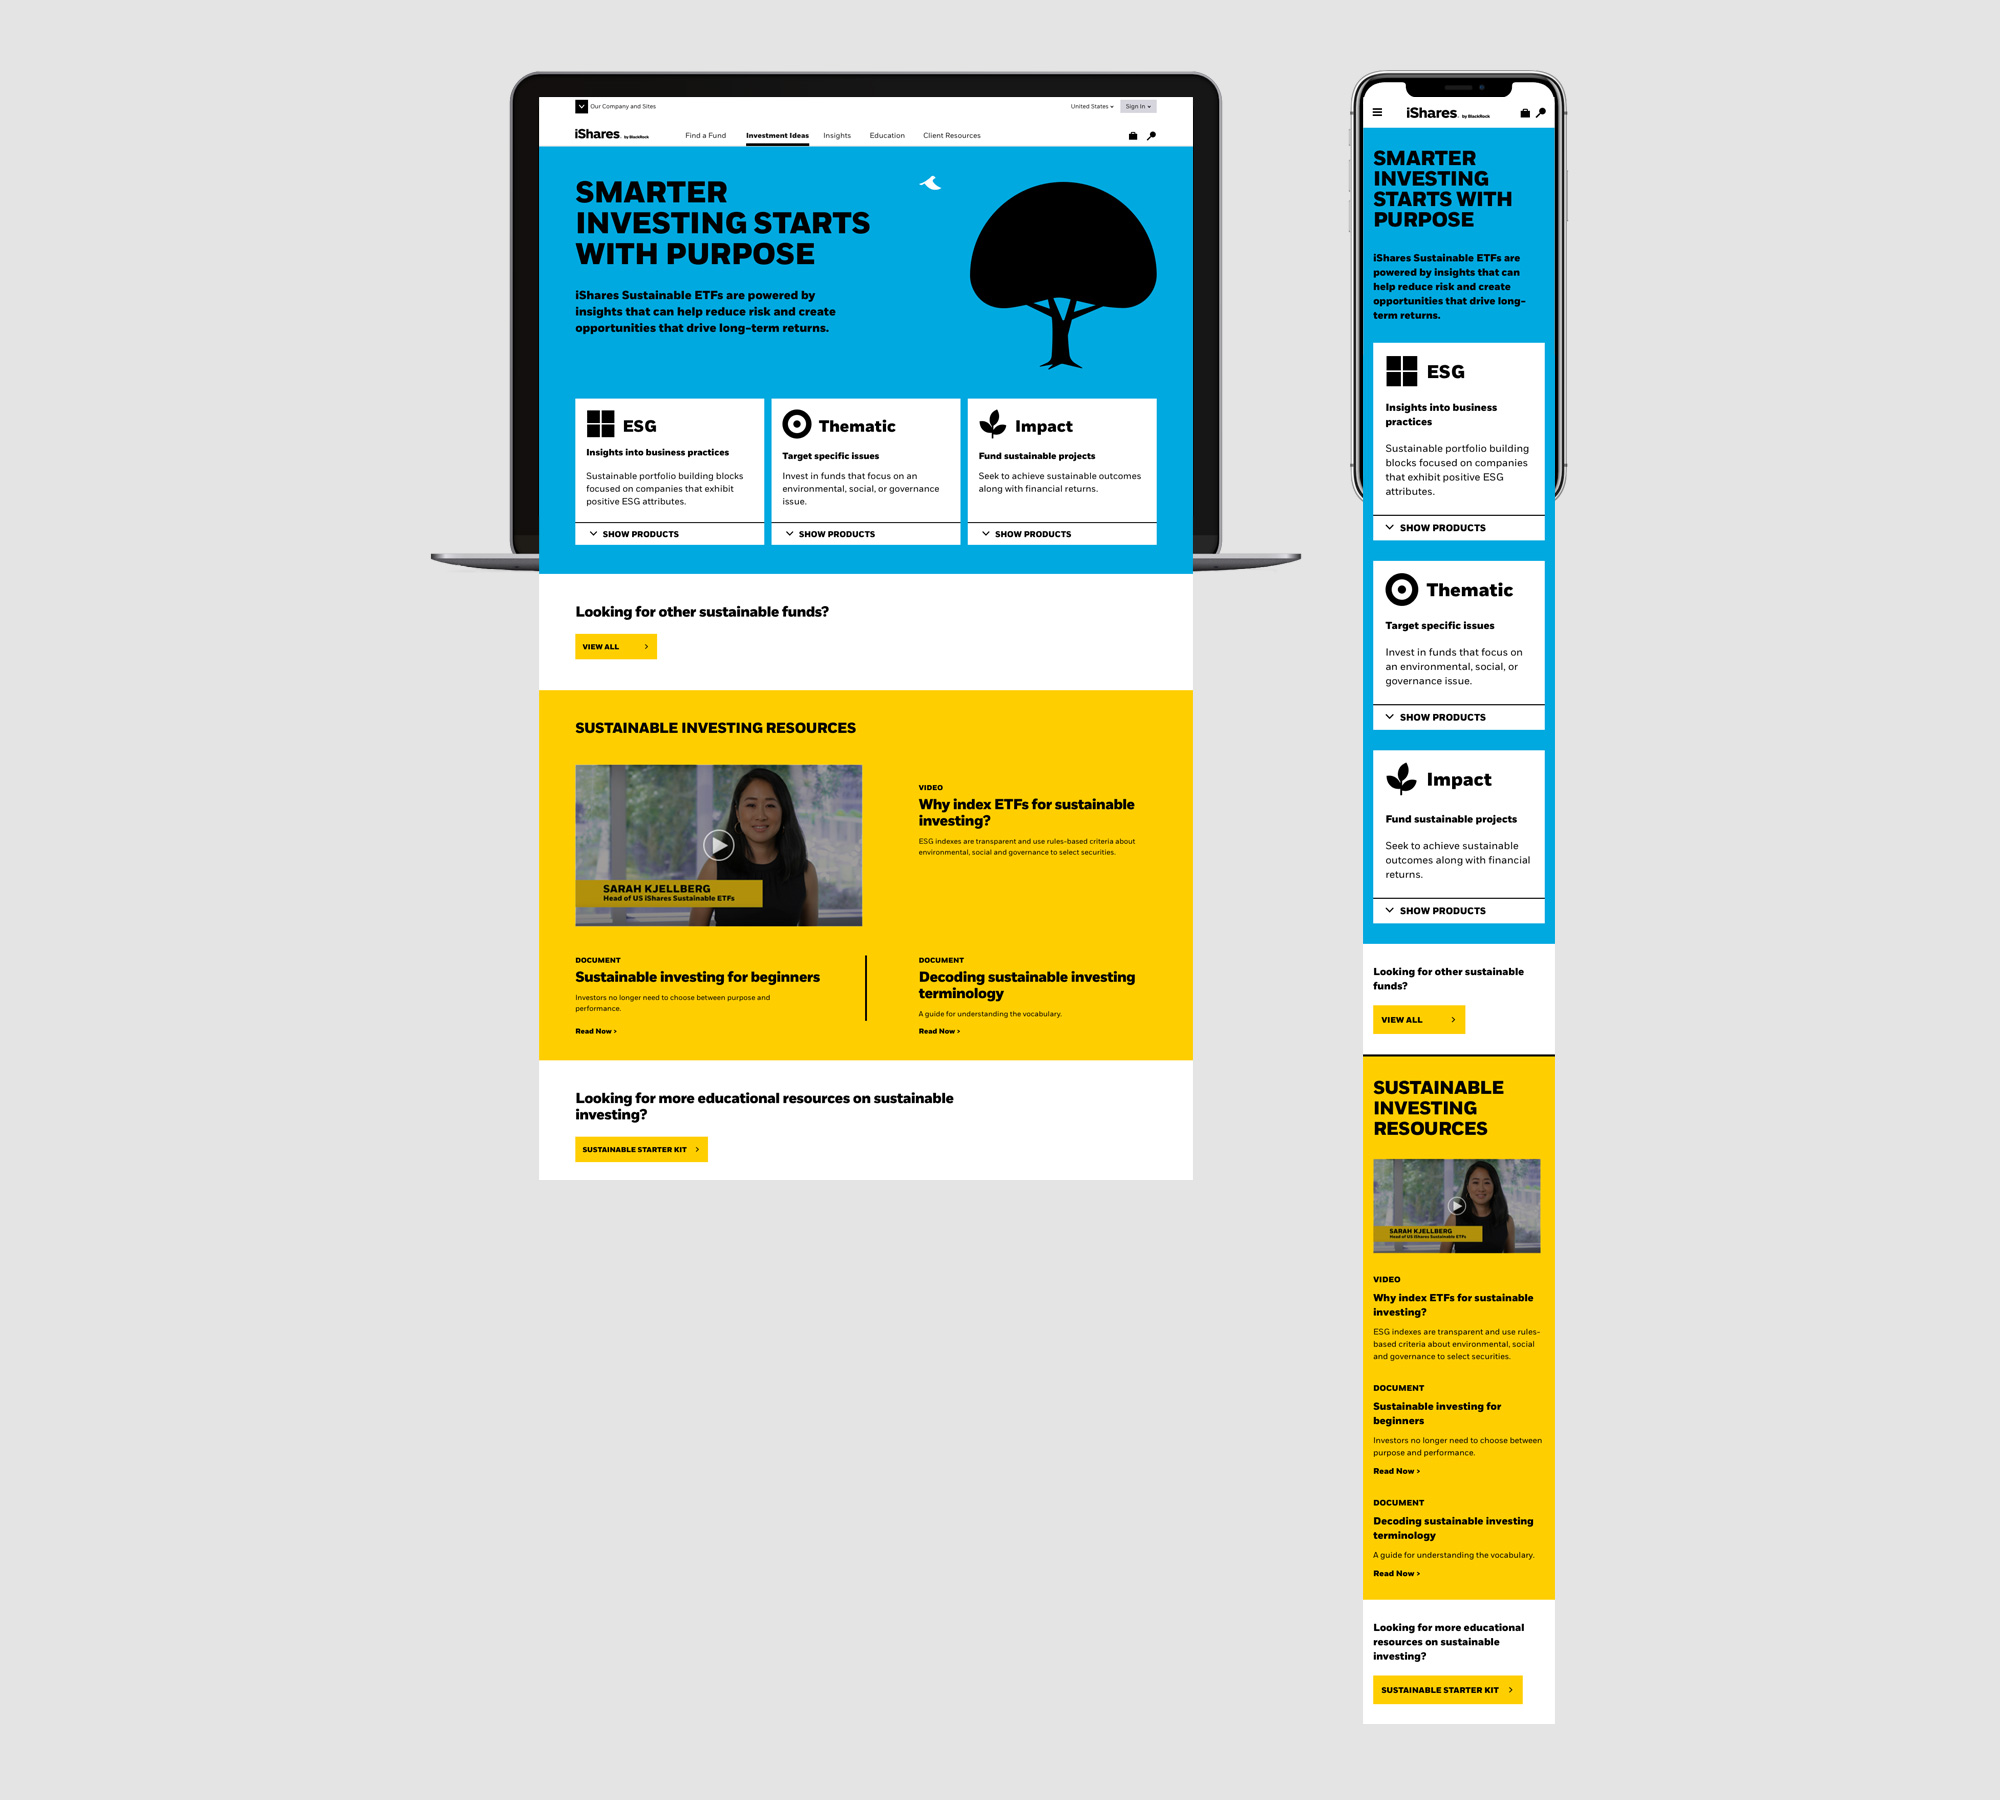 Our Company and Sites
United States
Sign In
iShares. by BlackRock
Find a Fund
Investment Ideas
Insights
Education
Client Resources
SMARTER
INVESTING STARTS
WITH PURPOSE
iShares Sustainable ETFs are powered by
insights that can help reduce risk and create
opportunities that drive long-term returns.
ESG
Insights into business practices
Sustainable portfolio building blocks
focused on companies that exhibit
positive ESG attributes.
SHOW PRODUCTS
Thematic
Target specific issues
Invest in funds that focus on an
environmental, social, or governance
issue.
SHOW PRODUCTS
Impact
Fund sustainable projects
Seek to achieve sustainable outcomes
along with financial returns.
SHOW PRODUCTS
Looking for other sustainable funds?
VIEW ALL >
SUSTAINABLE INVESTING RESOURCES
SARAH KJELLBERG
Head of US iShares Sustainable ETFs
VIDEO
Why index ETFs for sustainable
investing?
ESG indexes are transparent and use rules-based criteria about
environmental, social and governance to select securities.
DOCUMENT
Sustainable investing for beginners
Investors no longer need to choose between purpose and
performance.
Read Now >
DOCUMENT
Decoding sustainable investing
terminology
A guide for understanding the vocabulary.
Read Now >
Looking for more educational resources on sustainable
investing?
SUSTAINABLE STARTER KIT >
iShares. by BlackRock
SMARTER
INVESTING
STARTS WITH
PURPOSE
iShares Sustainable ETFs are
powered by insights that can
help reduce risk and create
opportunities that drive long-
term returns.
ESG
Insights into business
practices
Sustainable portfolio building
blocks focused on companies
that exhibit positive ESG
attributes.
SHOW PRODUCTS
Thematic
Target specific issues
Invest in funds that focus on
an environmental, social, or
governance issue.
SHOW PRODUCTS
Impact
Fund sustainable projects
Seek to achieve sustainable
outcomes along with financial
returns.
SHOW PRODUCTS
Looking for other sustainable
funds?
VIEW ALL >
SUSTAINABLE
INVESTING
RESOURCES
SARAH KJELLBERG
Head of US iShares Sustainable ETFs
VIDEO
Why index ETFs for sustainable
investing?
ESG indexes are transparent and use rules-
based criteria about environmental, social
and governance to select securities.
DOCUMENT
Sustainable investing for
beginners
Investors no longer need to choose between
purpose and performance.
Read Now >
DOCUMENT
Decoding sustainable investing
terminology
A guide for understanding the vocabulary.
Read Now >
Looking for more educational
resources on sustainable
investing?
SUSTAINABLE STARTER KIT >